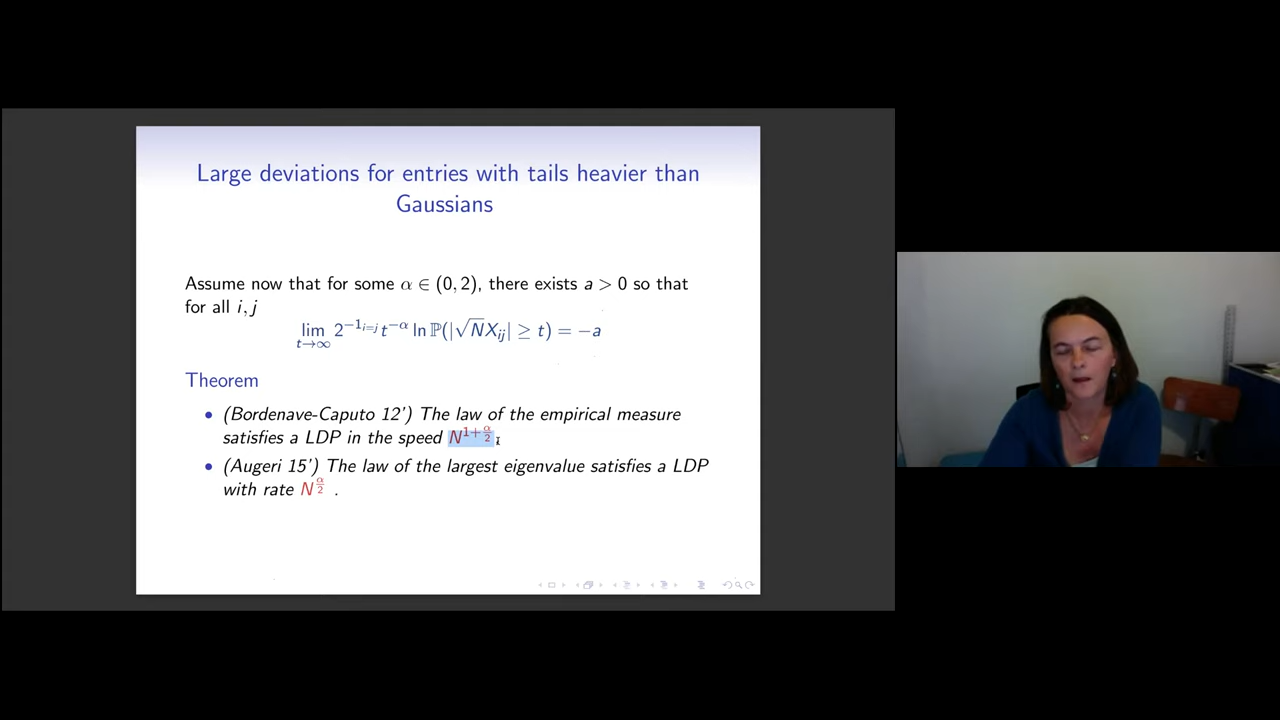 Large deviations for entries with tails heavier than
Gaussians
Assume now that for some α ∈ (0, 2), there exists a > 0 so that
for all i, j
lim_{t→∞} 2^{-1_{i=j}} t^{-α} ln ℙ(|√N X_{ij}| ≥ t) = −a
Theorem
• (Bordenave-Caputo 12') The law of the empirical measure
satisfies a LDP in the speed N^{1+α/2}.
• (Augeri 15') The law of the largest eigenvalue satisfies a LDP
with rate N^{α/2} .